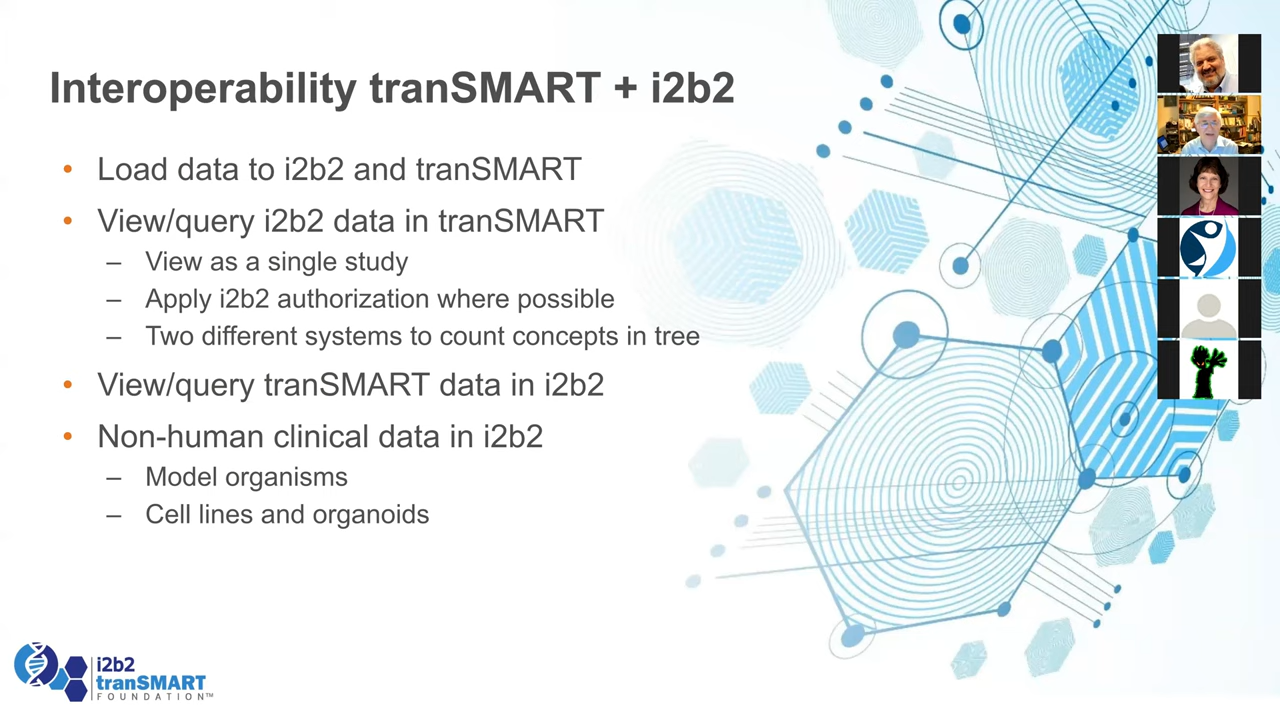 Interoperability tranSMART + i2b2
• Load data to i2b2 and tranSMART
• View/query i2b2 data in tranSMART
– View as a single study
– Apply i2b2 authorization where possible
– Two different systems to count concepts in tree
• View/query tranSMART data in i2b2
• Non-human clinical data in i2b2
– Model organisms
– Cell lines and organoids
i2b2
tranSMART
FOUNDATION™